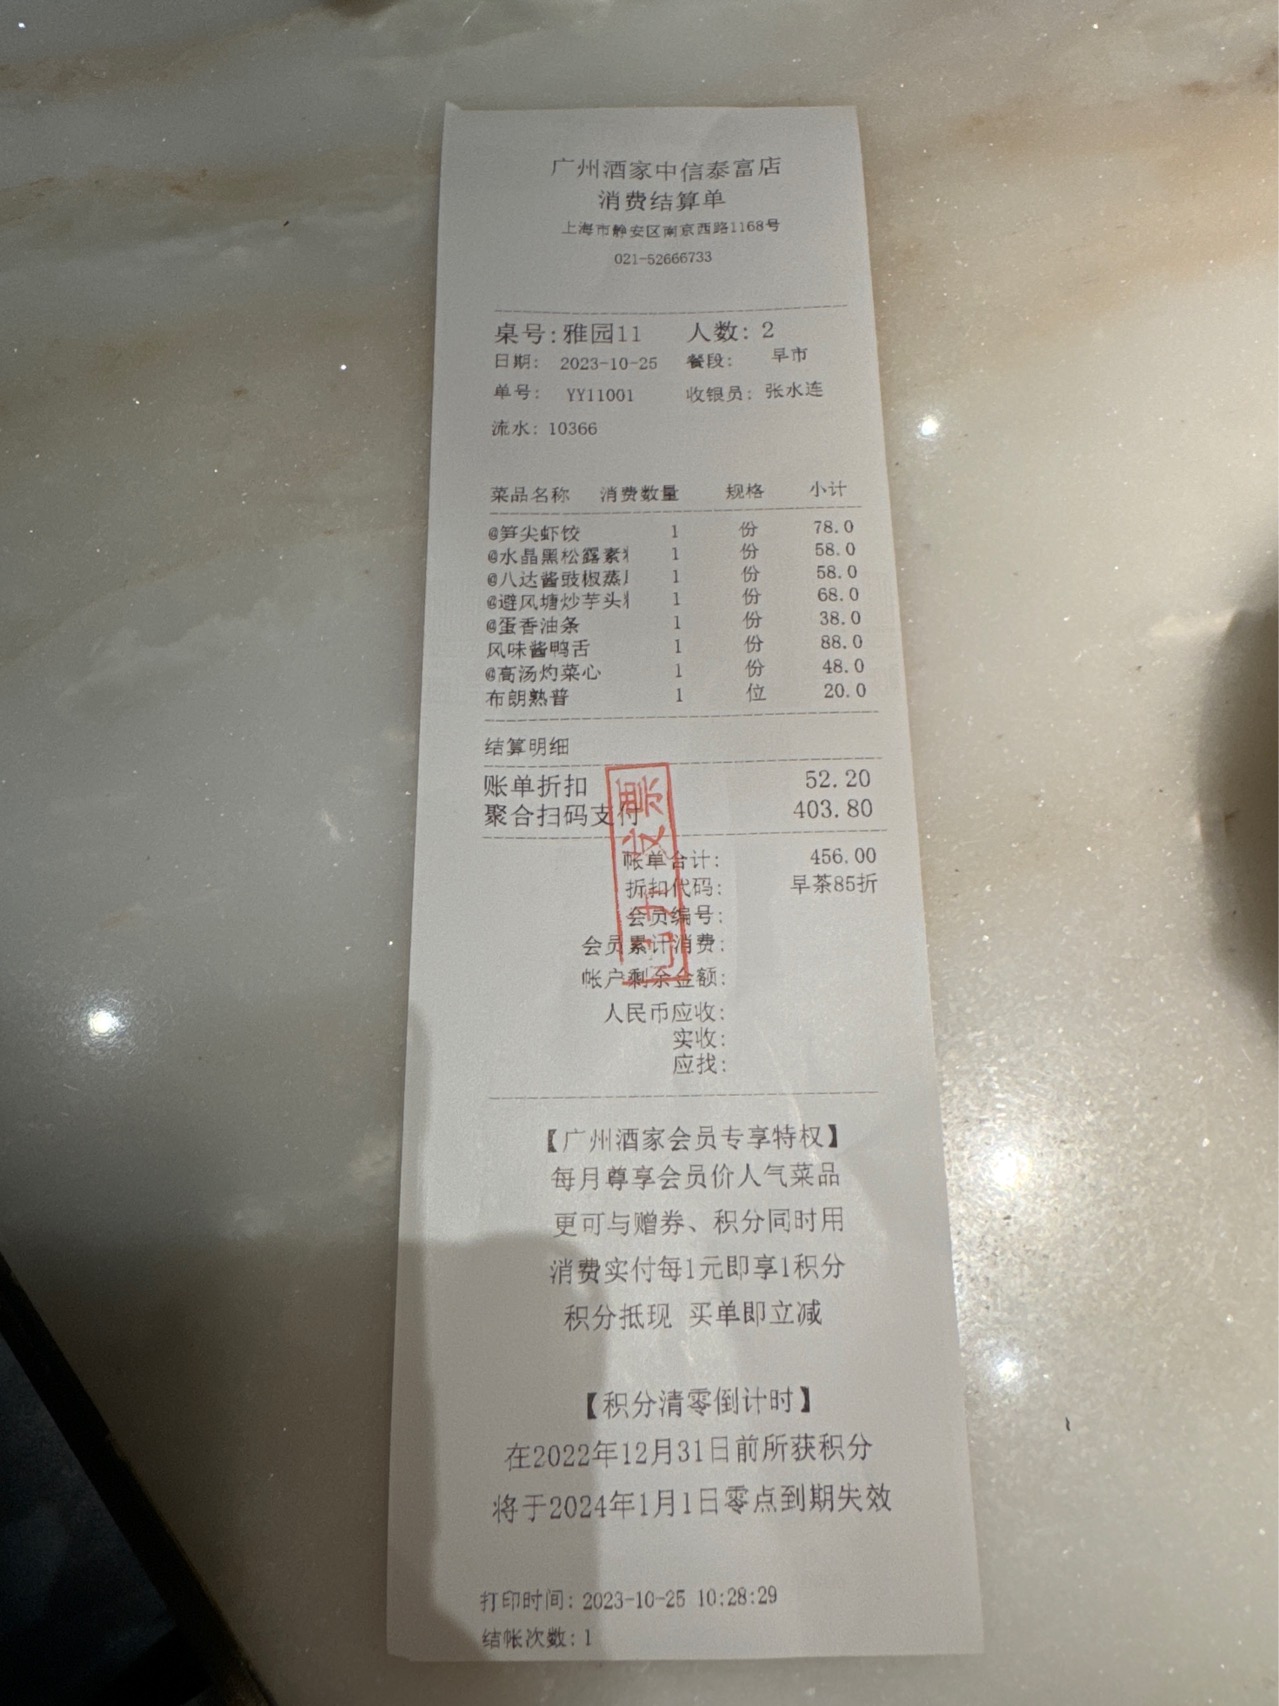 广州酒家中信泰富店
消费结算单
上海市静安区南京西路1168号
021-52666733
桌号:雅园11 人数: 2
日期: 2023-10-25 餐段: 早市
单号: YY11001 收银员: 张水连
流水: 10366
菜品名称 消费数量 规格 小计
@笋尖虾饺 1 份 78.0
@水晶黑松露素 1 份 58.0
@八达酱豉椒蒸 1 份 58.0
@避风塘炒芋头 1 份 68.0
@蛋香油条 1 份 38.0
风味酱鸭舌 1 份 88.0
@高汤灼菜心 1 份 48.0
布朗熟普 1 位 20.0
结算明细
账单折扣 52.20
聚合扫码支付 403.80
帐单合计: 456.00
折扣代码: 早茶85折
会员编号:
会员累计消费:
帐户剩余金额:
人民币应收:
实收:
应找:
已开发票
【广州酒家会员专享特权】
每月尊享会员价人气菜品
更可与赠券、积分同时用
消费实付每1元即享1积分
积分抵现 买单即立减
【积分清零倒计时】
在2022年12月31日前所获积分
将于2024年1月1日零点到期失效
打印时间: 2023-10-25 10:28:29
结帐次数: 1